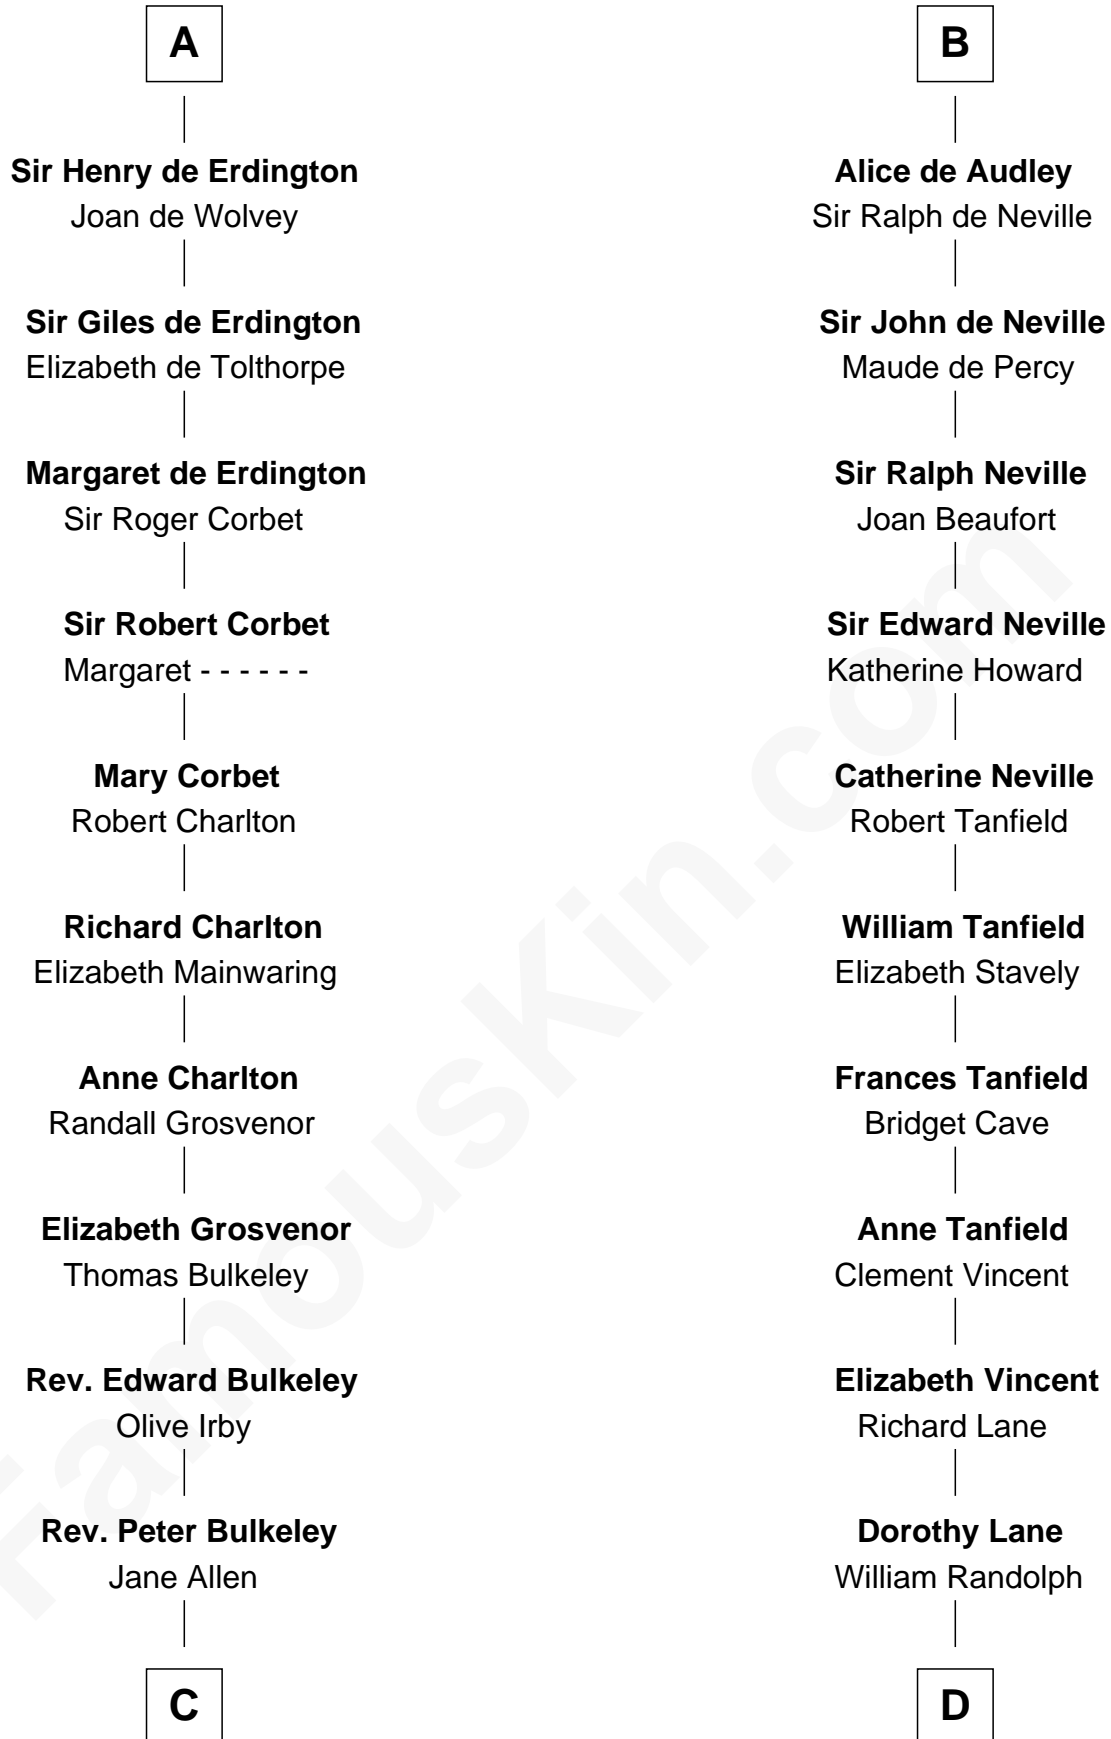 A
Sir Henry de Erdington
Joan de Wolvey
Sir Giles de Erdington
Elizabeth de Tolthorpe
Margaret de Erdington
Sir Roger Corbet
Sir Robert Corbet
Margaret - - - - - -
Mary Corbet
Robert Charlton
Richard Charlton
Elizabeth Mainwaring
Anne Charlton
Randall Grosvenor
Elizabeth Grosvenor
Thomas Bulkeley
Rev. Edward Bulkeley
Olive Irby
Rev. Peter Bulkeley
Jane Allen
C
B
Alice de Audley
Sir Ralph de Neville
Sir John de Neville
Maude de Percy
Sir Ralph Neville
Joan Beaufort
Sir Edward Neville
Katherine Howard
Catherine Neville
Robert Tanfield
William Tanfield
Elizabeth Stavely
Frances Tanfield
Bridget Cave
Anne Tanfield
Clement Vincent
Elizabeth Vincent
Richard Lane
Dorothy Lane
William Randolph
D
FamousKin.com